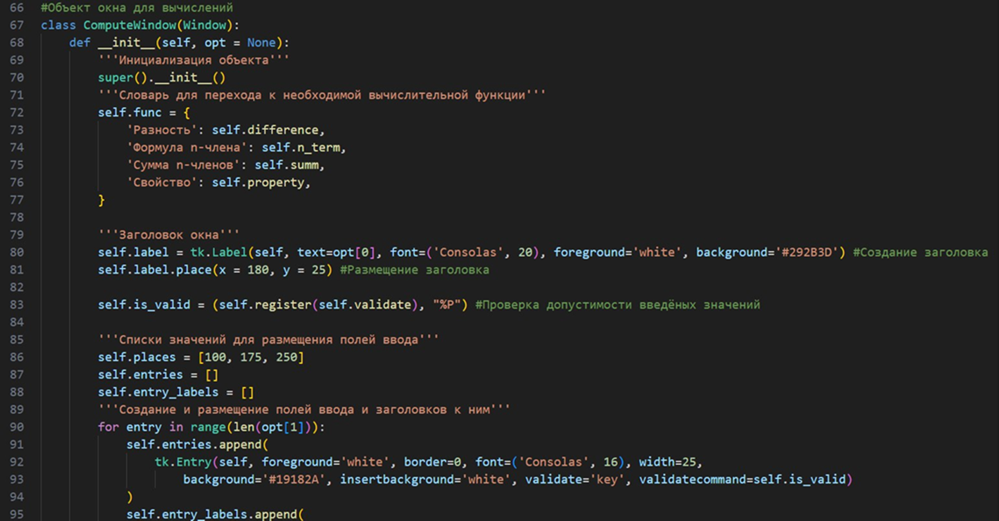 66 #Объект окна для вычислений
67 class ComputeWindow(Window):
68     def __init__(self, opt = None):
69         '''Инициализация объекта'''
70         super().__init__()
71         '''Словарь для перехода к необходимой вычислительной функции'''
72         self.func = {
73             'Разность': self.difference,
74             'Формула n-члена': self.n_term,
75             'Сумма n-членов': self.summ,
76             'Свойство': self.property,
77         }
78
79         '''Заголовок окна'''
80         self.label = tk.Label(self, text=opt[0], font=('Consolas', 20), foreground='white', background='#292B3D') #Создание заголовка
81         self.label.place(x = 180, y = 25) #Размещение заголовка
82
83         self.is_valid = (self.register(self.validate), "%P") #Проверка допустимости введёных значений
84
85         '''Списки значений для размещения полей ввода'''
86         self.places = [100, 175, 250]
87         self.entries = []
88         self.entry_labels = []
89         '''Создание и размещение полей ввода и заголовков к ним'''
90         for entry in range(len(opt[1])):
91             self.entries.append(
92                 tk.Entry(self, foreground='white', border=0, font=('Consolas', 16), width=25,
93                     background='#19182A', insertbackground='white', validate='key', validatecommand=self.is_valid)
94             )
95             self.entry_labels.append(